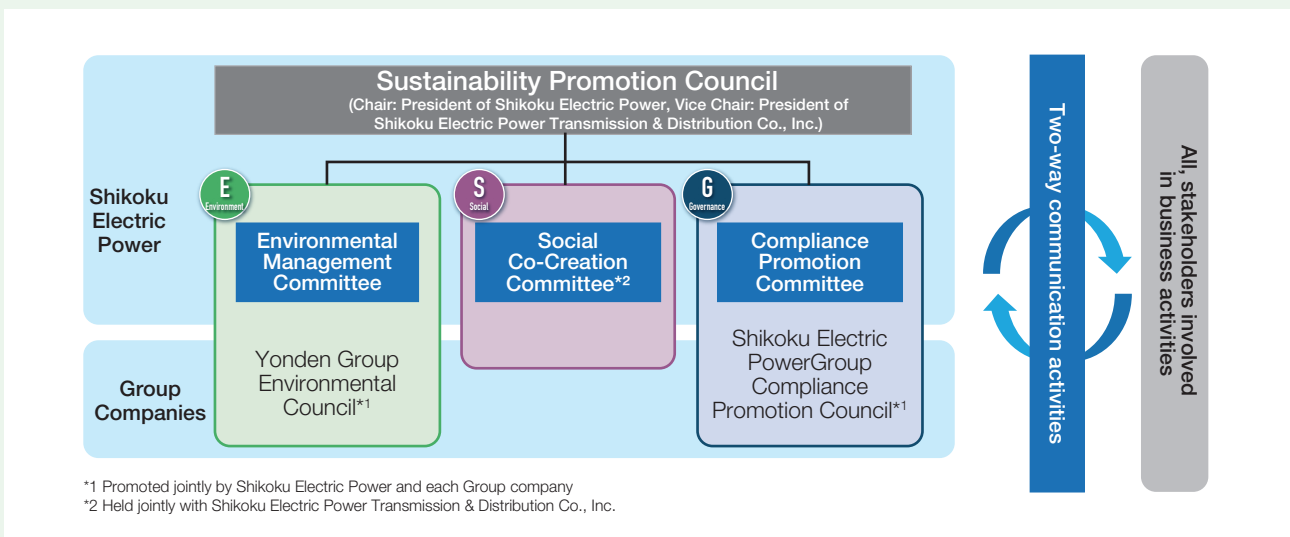 Sustainability Promotion Council
(Chair: President of Shikoku Electric Power, Vice Chair: President of
Shikoku Electric Power Transmission & Distribution Co., Inc.)
Shikoku
Electric
Power
E
Environment
Environmental
Management
Committee
S
Social
Social
Co-Creation
Committee*2
G
Governance
Compliance
Promotion
Committee
Group
Companies
Yonden Group
Environmental
Council*1
Shikoku Electric
PowerGroup
Compliance
Promotion Council*1
Two-way communication activities
All, stakeholders involved
in business activities
*1 Promoted jointly by Shikoku Electric Power and each Group company
*2 Held jointly with Shikoku Electric Power Transmission & Distribution Co., Inc.